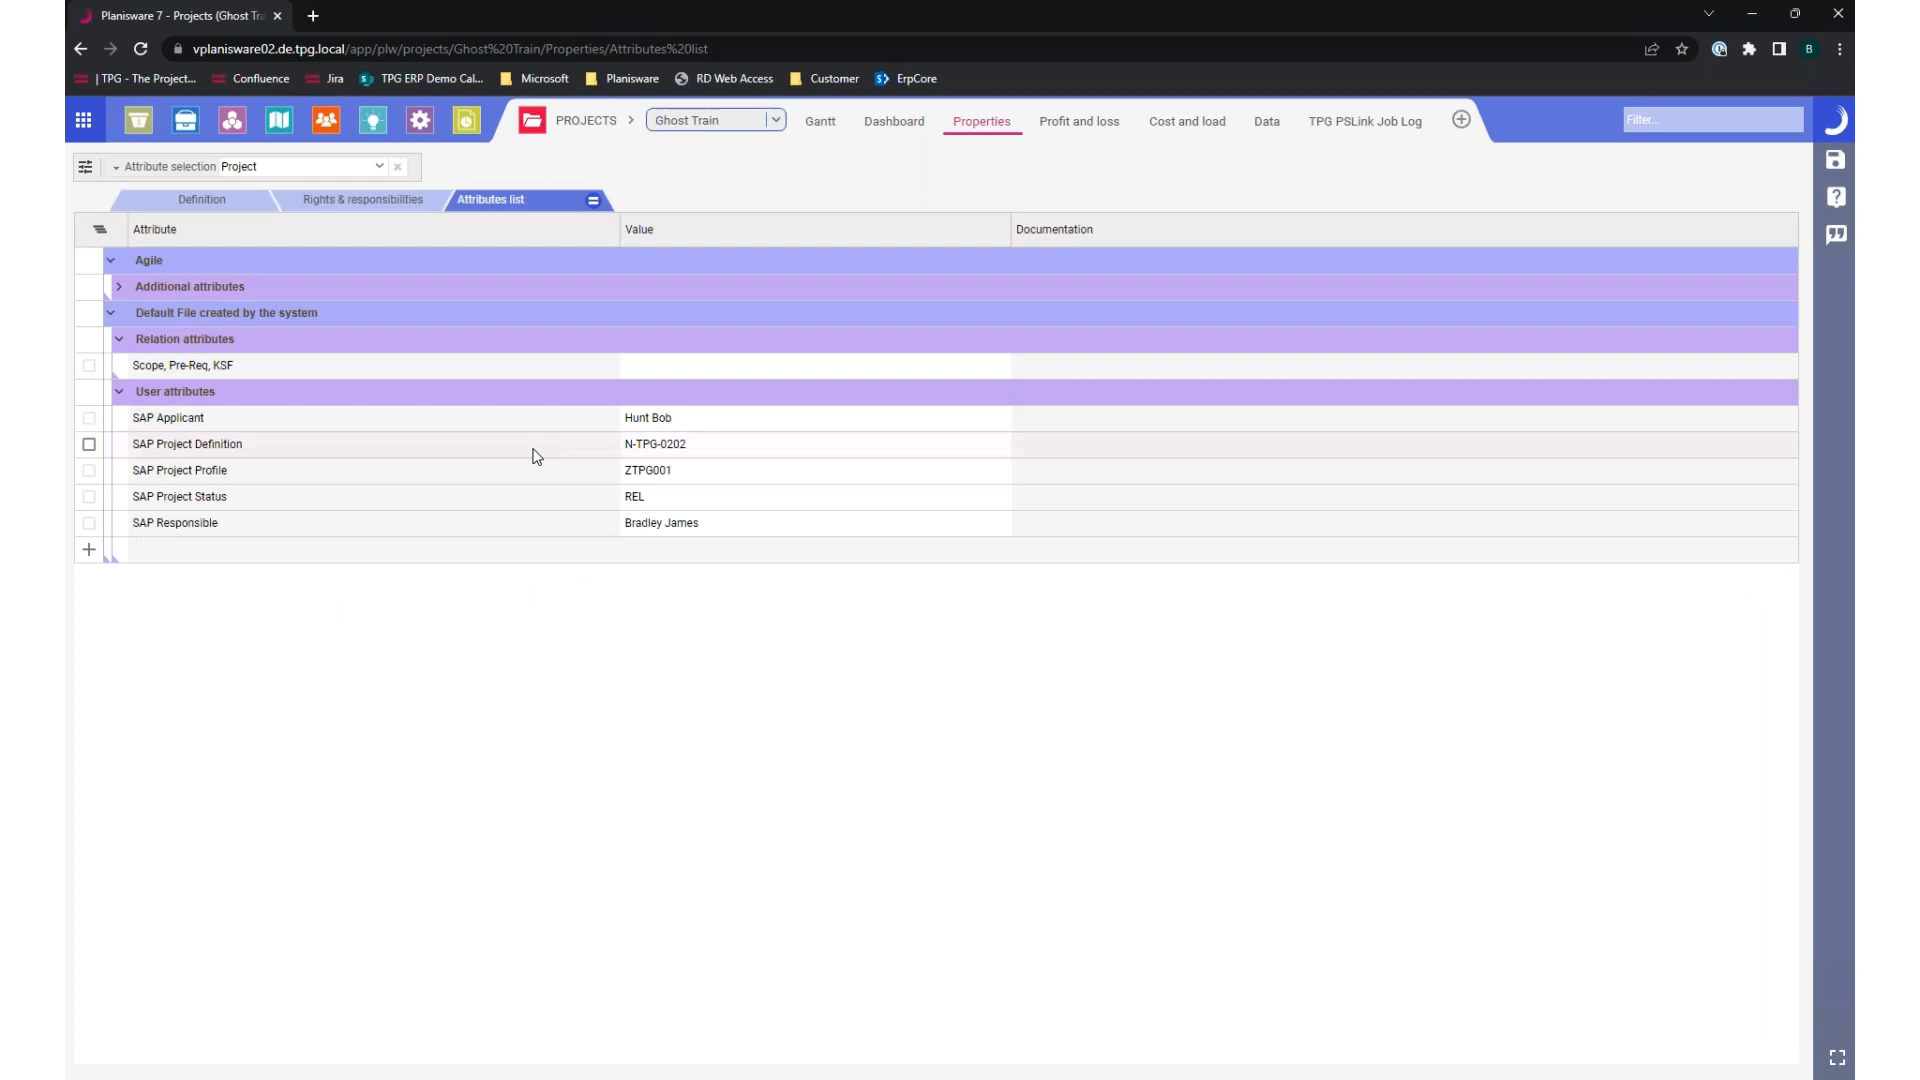 Planisware 7 - Projects (Ghost Tra
vplanisware02.de.tpg.local/app/plw/projects/Ghost%20Train/Properties/Attributes%20list
B
| TPG - The Project... Confluence Jira TPG ERP Demo Cal... Microsoft Planisware RD Web Access Customer ErpCore
PROJECTS > Ghost Train Gantt Dashboard Properties Profit and loss Cost and load Data TPG PSLink Job Log Filter...
Attribute selection Project
Definition Rights & responsibilities Attributes list
Attribute Value Documentation
Agile
Additional attributes
Default File created by the system
Relation attributes
Scope, Pre-Req, KSF
User attributes
SAP Applicant Hunt Bob
SAP Project Definition N-TPG-0202
SAP Project Profile ZTPG001
SAP Project Status REL
SAP Responsible Bradley James